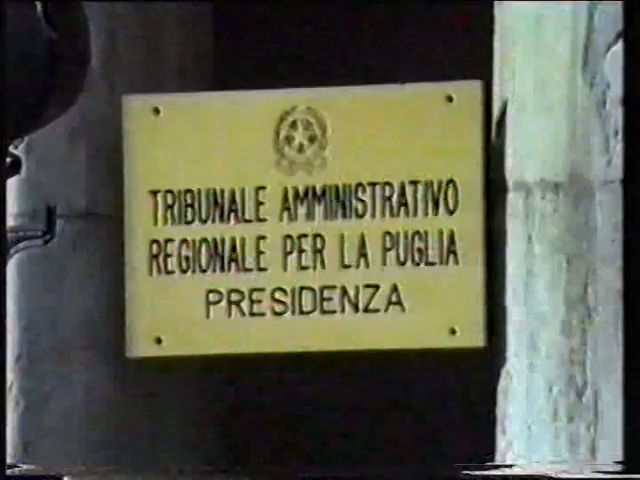 TRIBUNALE AMMINISTRATIVO
REGIONALE PER LA PUGLIA
PRESIDENZA